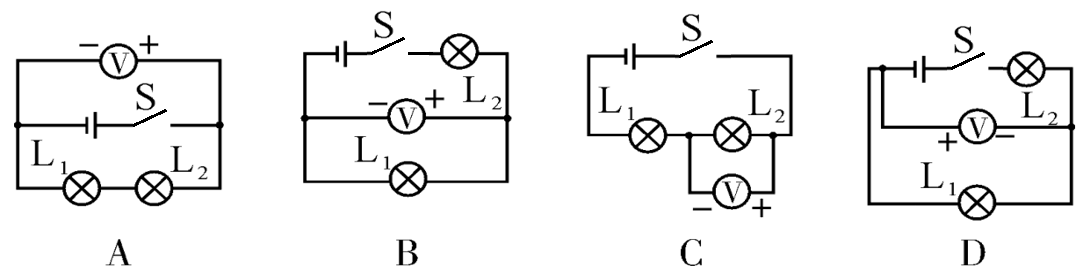 − V + S L₁ L₂
S L₂ − V + L₁
S L₁ L₂ − V +
S L₂ + V − L₁
A B C D